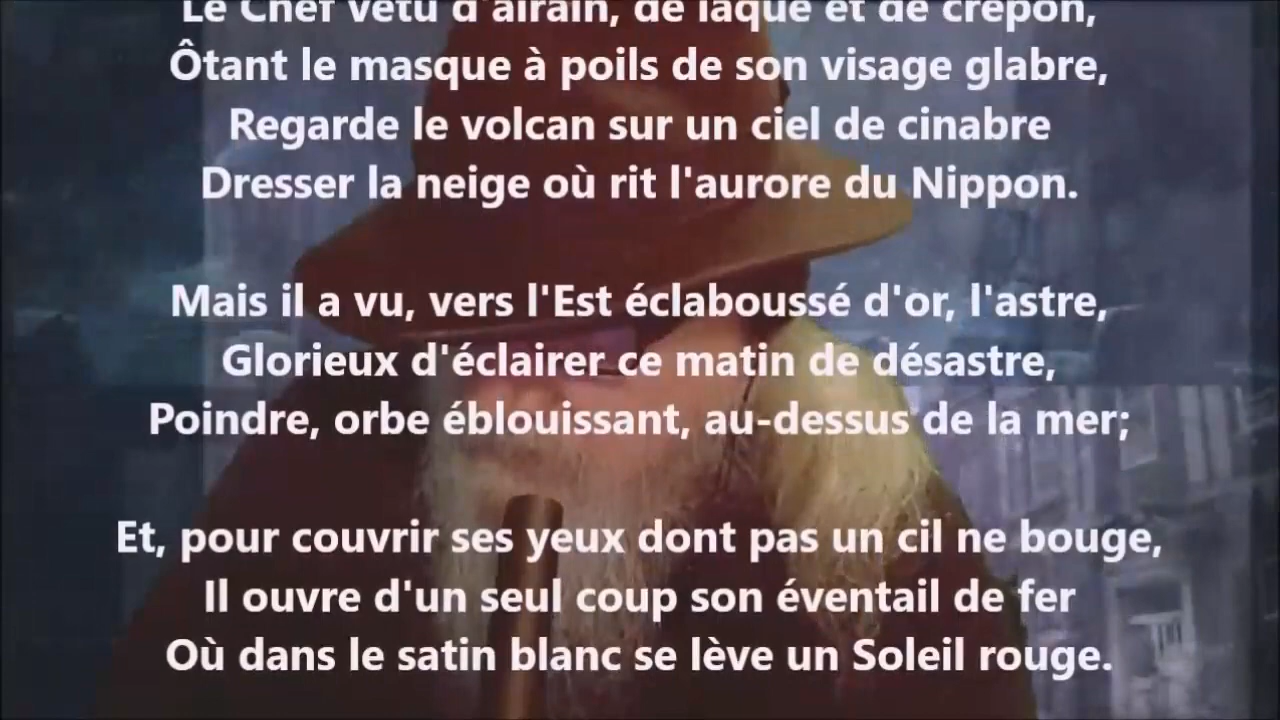 Le Chef vêtu d'airain, de laque et de crépon,
Ôtant le masque à poils de son visage glabre,
Regarde le volcan sur un ciel de cinabre
Dresser la neige où rit l'aurore du Nippon.
Mais il a vu, vers l'Est éclaboussé d'or, l'astre,
Glorieux d'éclairer ce matin de désastre,
Poindre, orbe éblouissant, au-dessus de la mer;
Et, pour couvrir ses yeux dont pas un cil ne bouge,
Il ouvre d'un seul coup son éventail de fer
Où dans le satin blanc se lève un Soleil rouge.